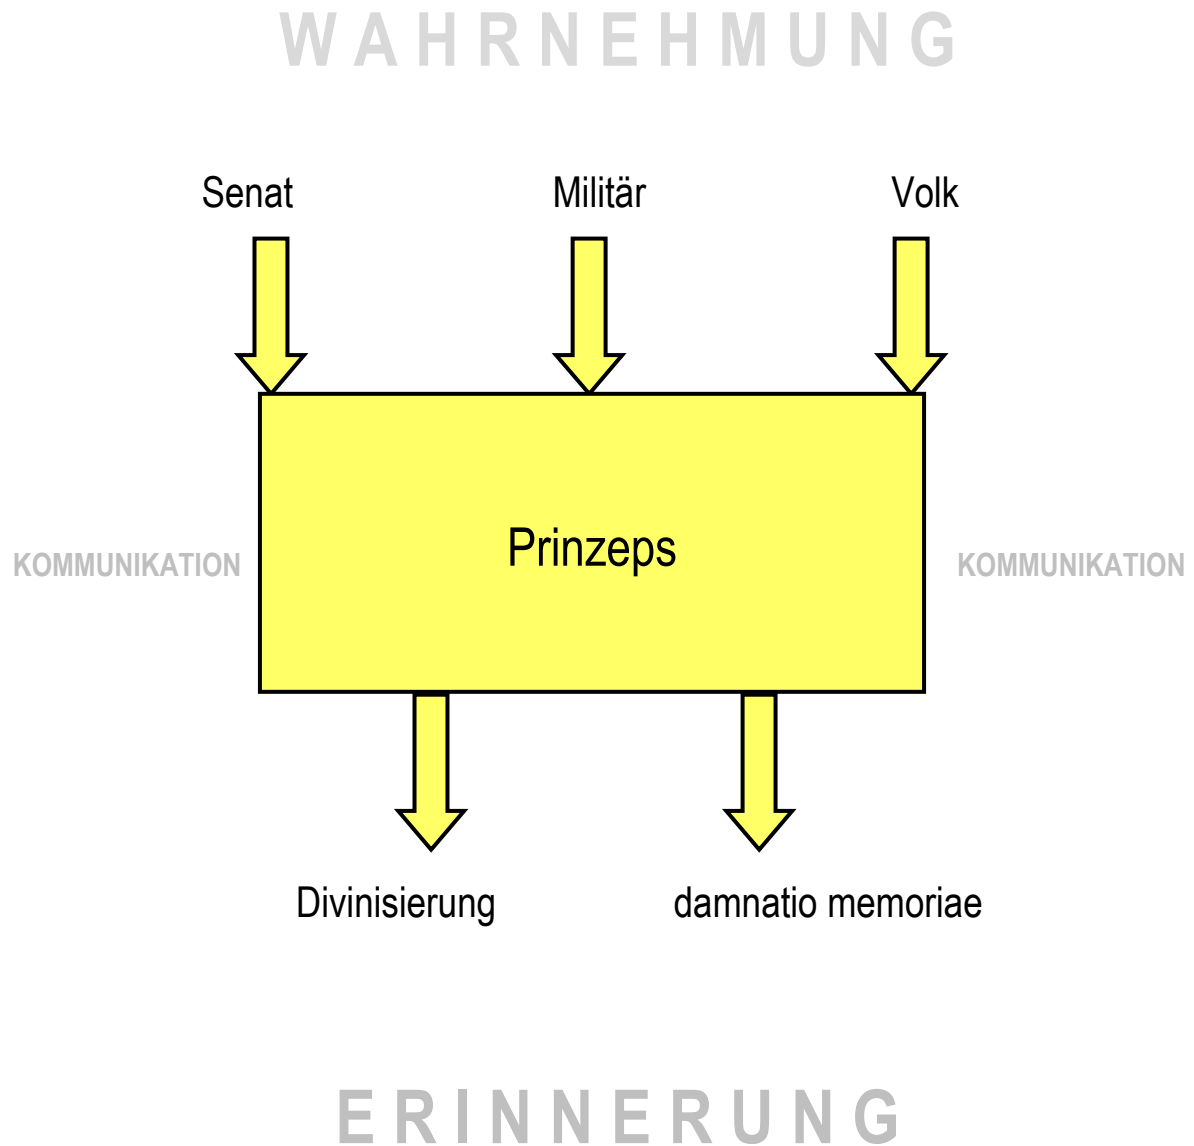 WAHRNEHMUNG
Senat Militär Volk
Prinzeps
KOMMUNIKATION KOMMUNIKATION
Divinisierung damnatio memoriae
ERINNERUNG